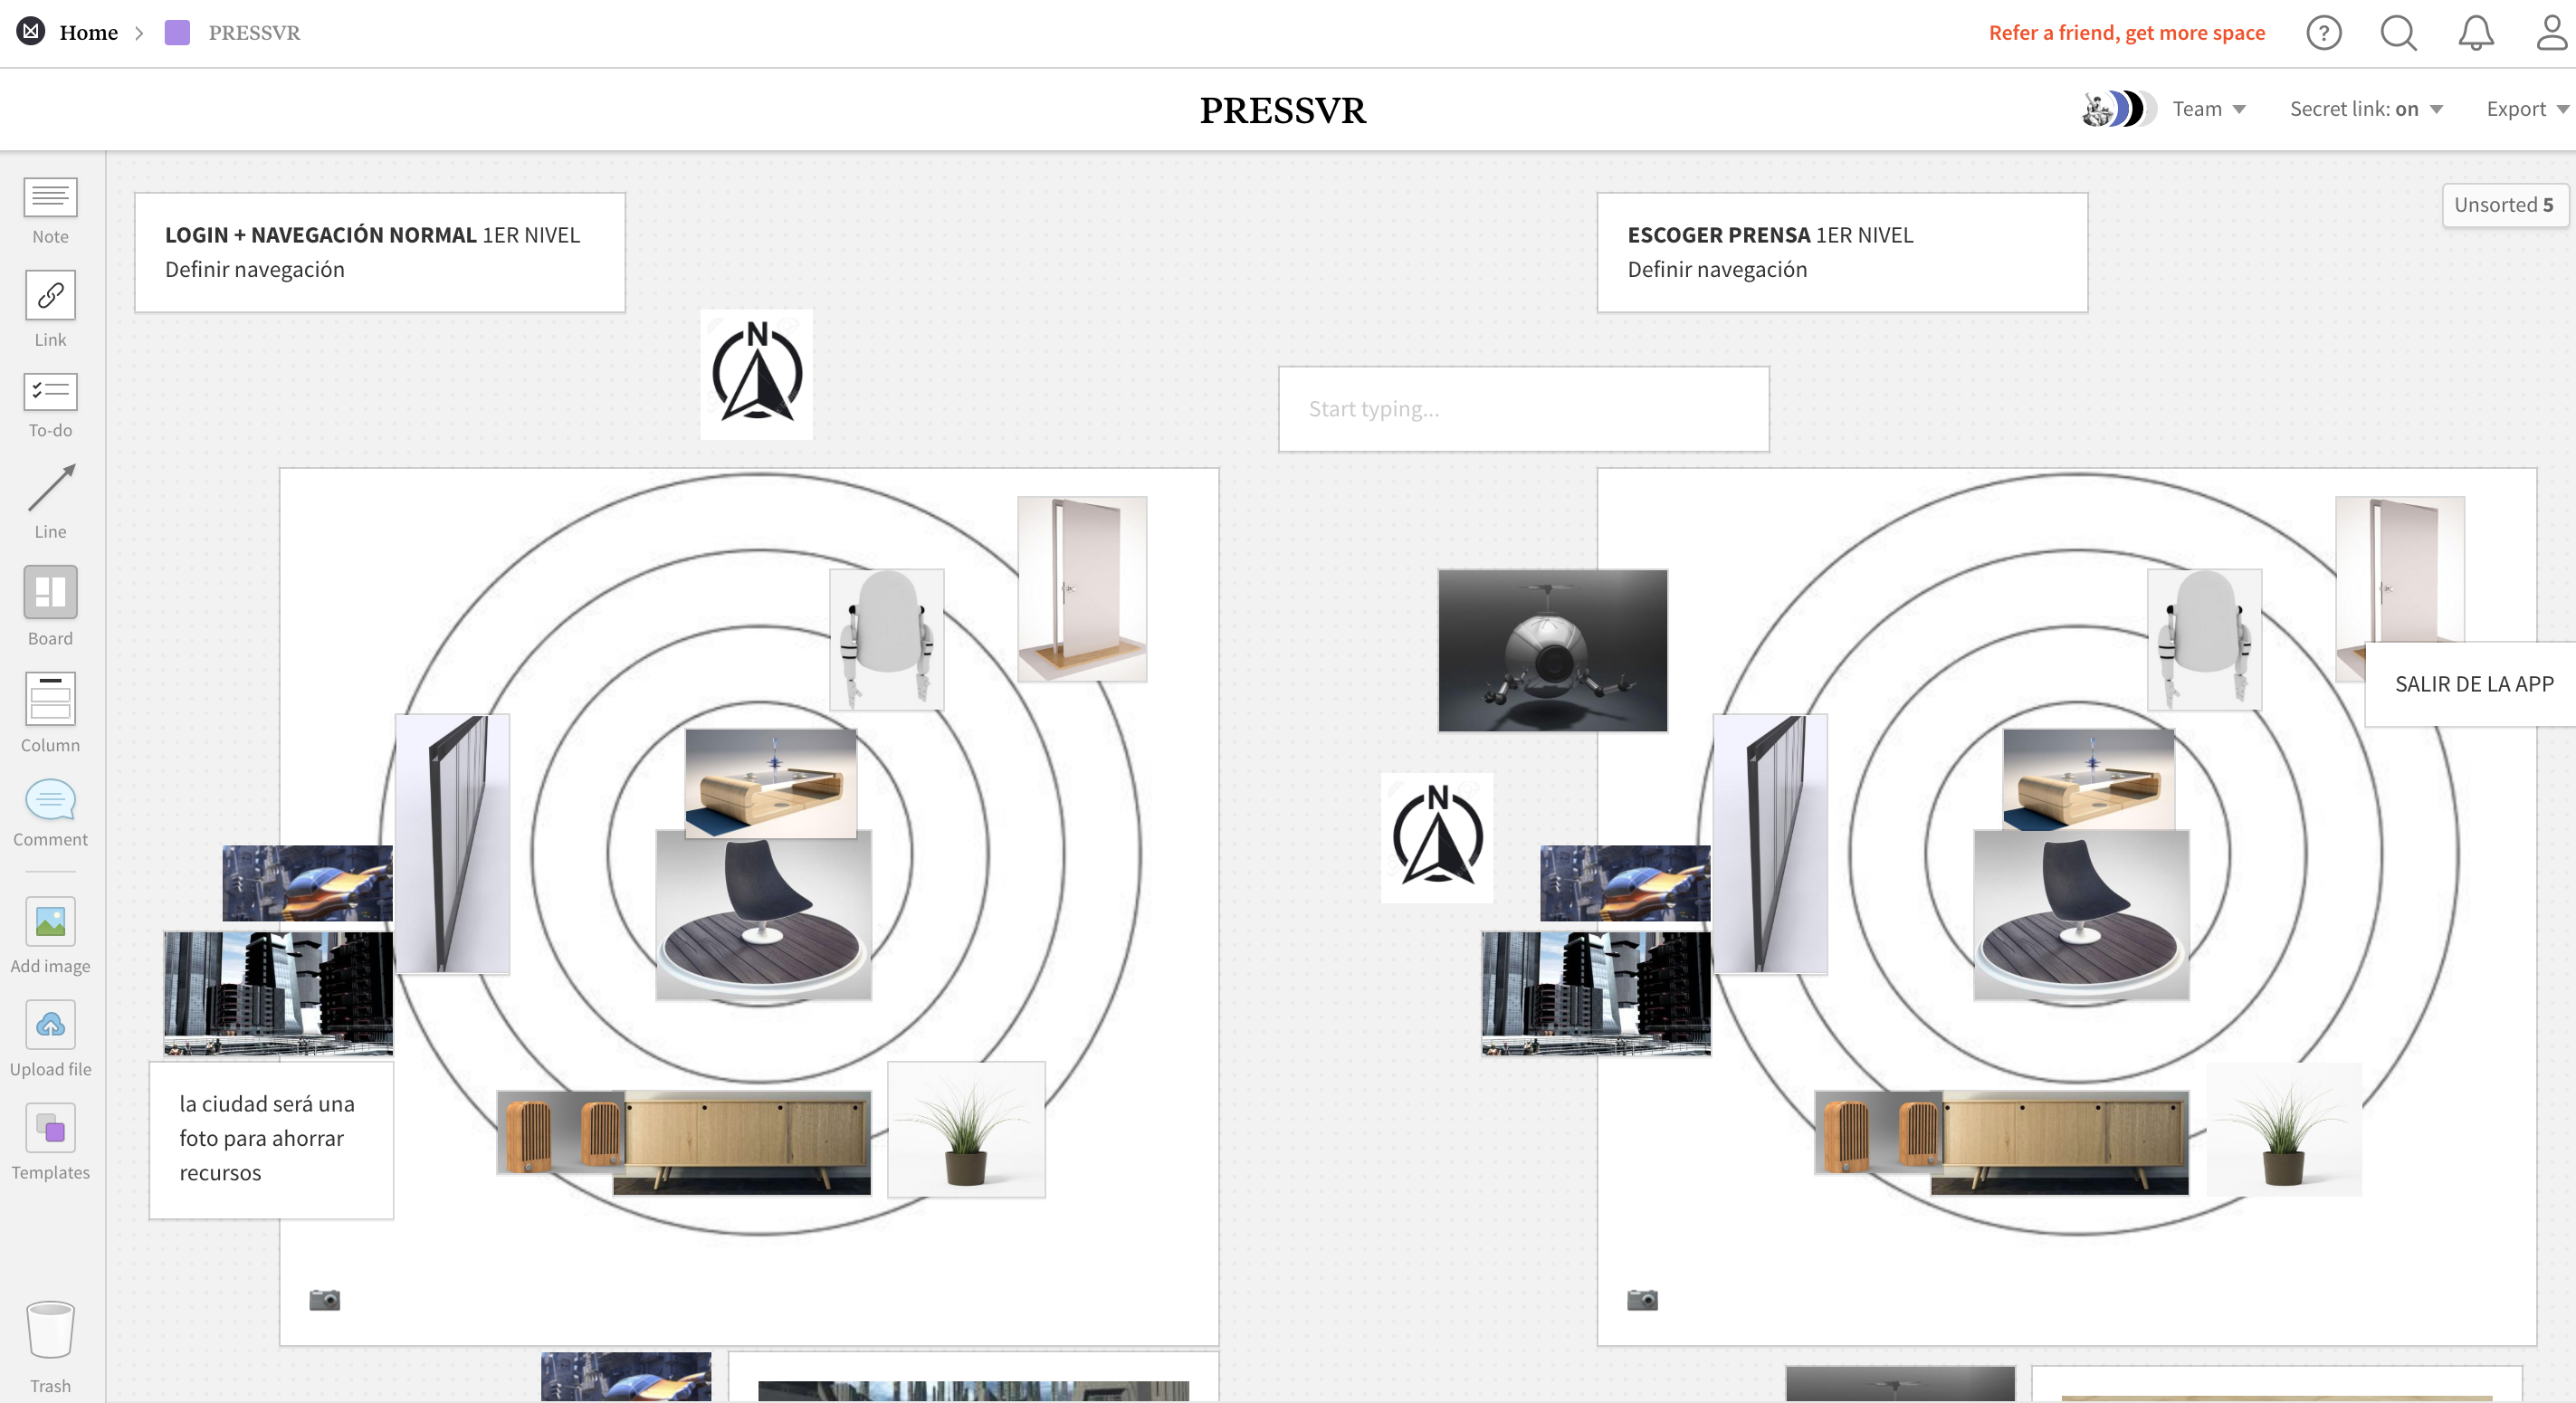 Home
PRESSVR
Refer a friend, get more space
?
PRESSVR
Team
Secret link: on
Export
Note
Link
To-do
Line
Board
Column
Comment
Add image
Upload file
Templates
Trash
LOGIN + NAVEGACIÓN NORMAL 1ER NIVEL
Definir navegación
N
la ciudad será una
foto para ahorrar
recursos
Start typing...
ESCOGER PRENSA 1ER NIVEL
Definir navegación
Unsorted 5
N
SALIR DE LA APP